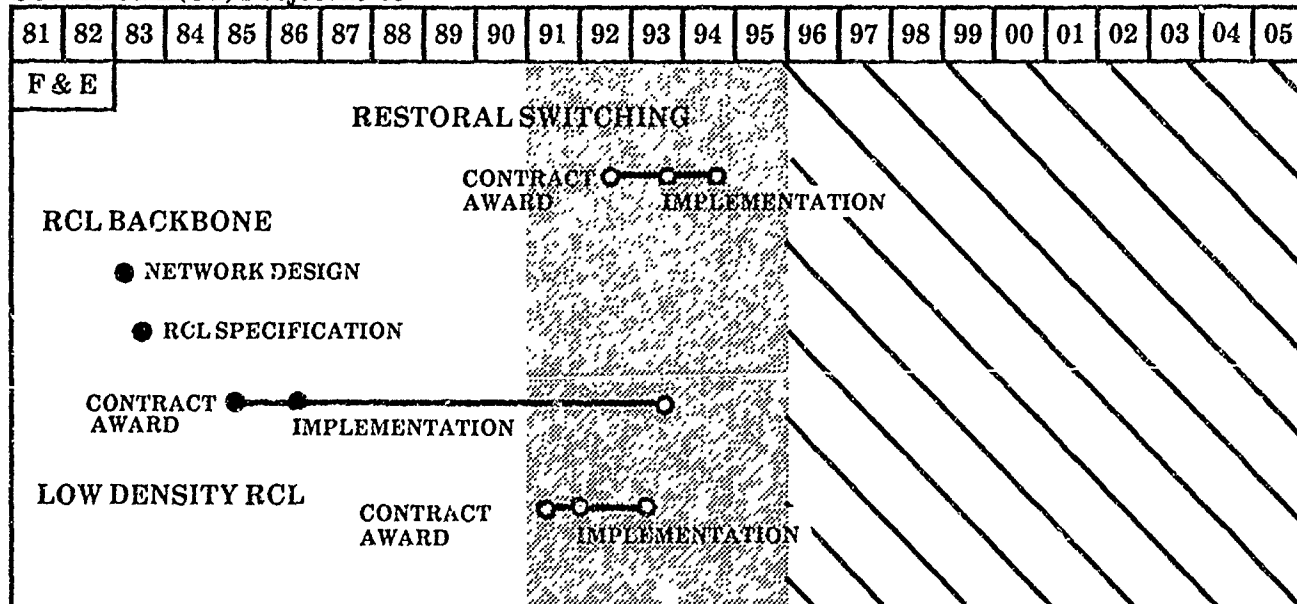 81 82 83 84 85 86 87 88 89 90 91 92 93 94 95 96 97 98 99 00 01 02 03 04 05
F & E
RESTORAL SWITCHING
CONTRACT
AWARD
IMPLEMENTATION
RCL BACKBONE
NETWORK DESIGN
RCL SPECIFICATION
CONTRACT
AWARD
IMPLEMENTATION
LOW DENSITY RCL
CONTRACT
AWARD
IMPLEMENTATION